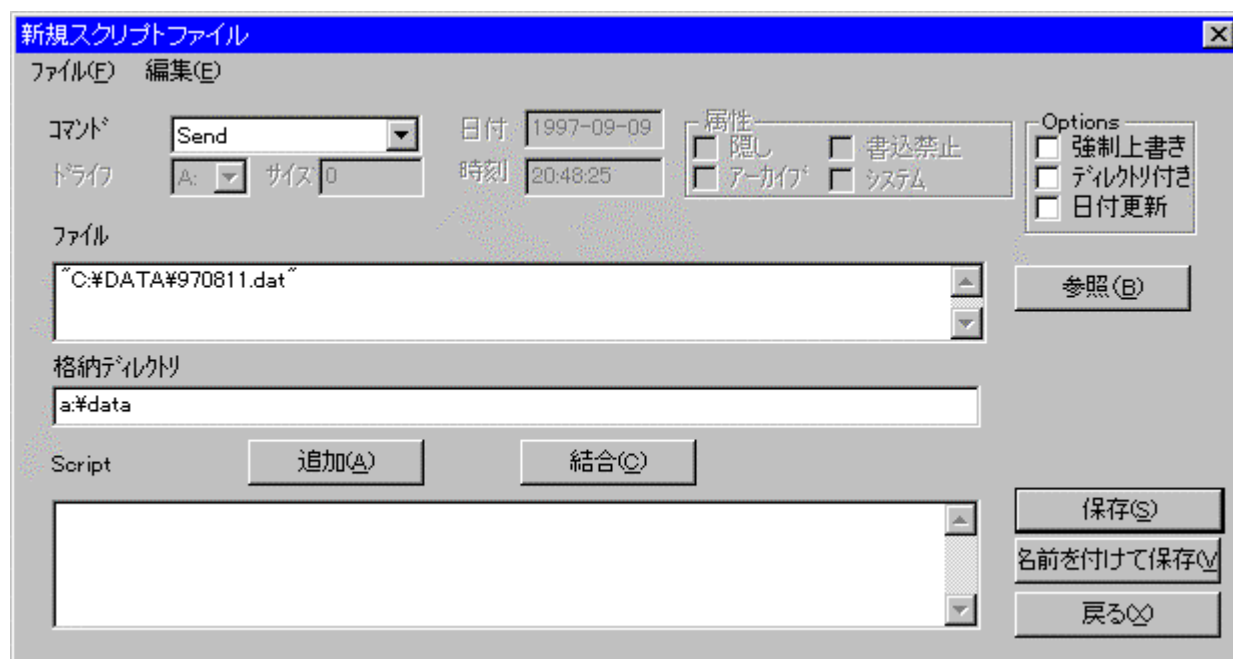 新規スクリプトファイル
ファイル(F) 編集(E)
コマンド Send 日付 1997-09-09 属性 Options
隠し 書込禁止 強制上書き
ドライブ A: サイズ 0 時刻 20:48:25 アーカイブ システム ディレクトリ付き
日付更新
ファイル
"C:¥DATA¥970811.dat" 参照(B)
格納ディレクトリ
a:¥data
Script 追加(A) 結合(C)
保存(S)
名前を付けて保存(V
戻る(X)